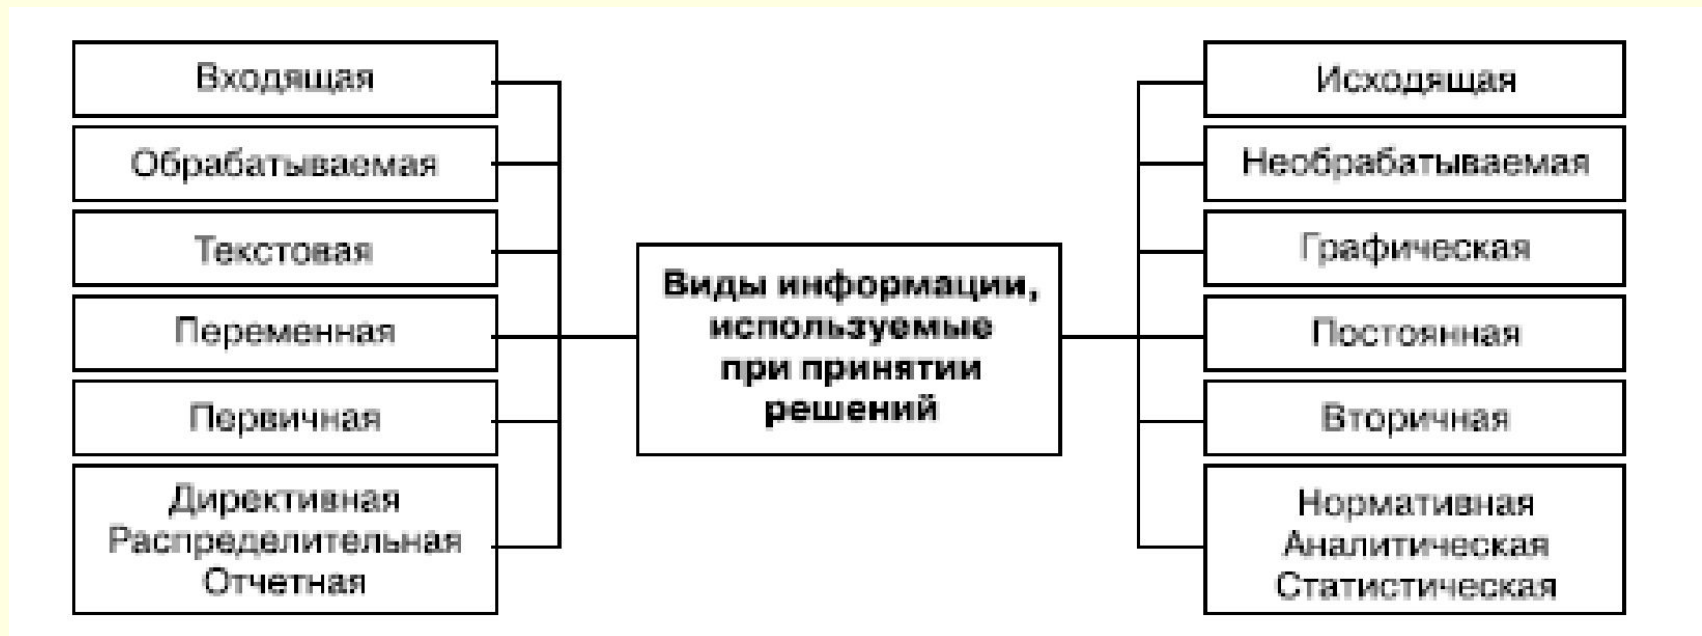 Входящая
Обрабатываемая
Текстовая
Переменная
Первичная
Директивная
Распределительная
Отчетная
Виды информации,
используемые
при принятии
решений
Исходящая
Необрабатываемая
Графическая
Постоянная
Вторичная
Нормативная
Аналитическая
Статистическая